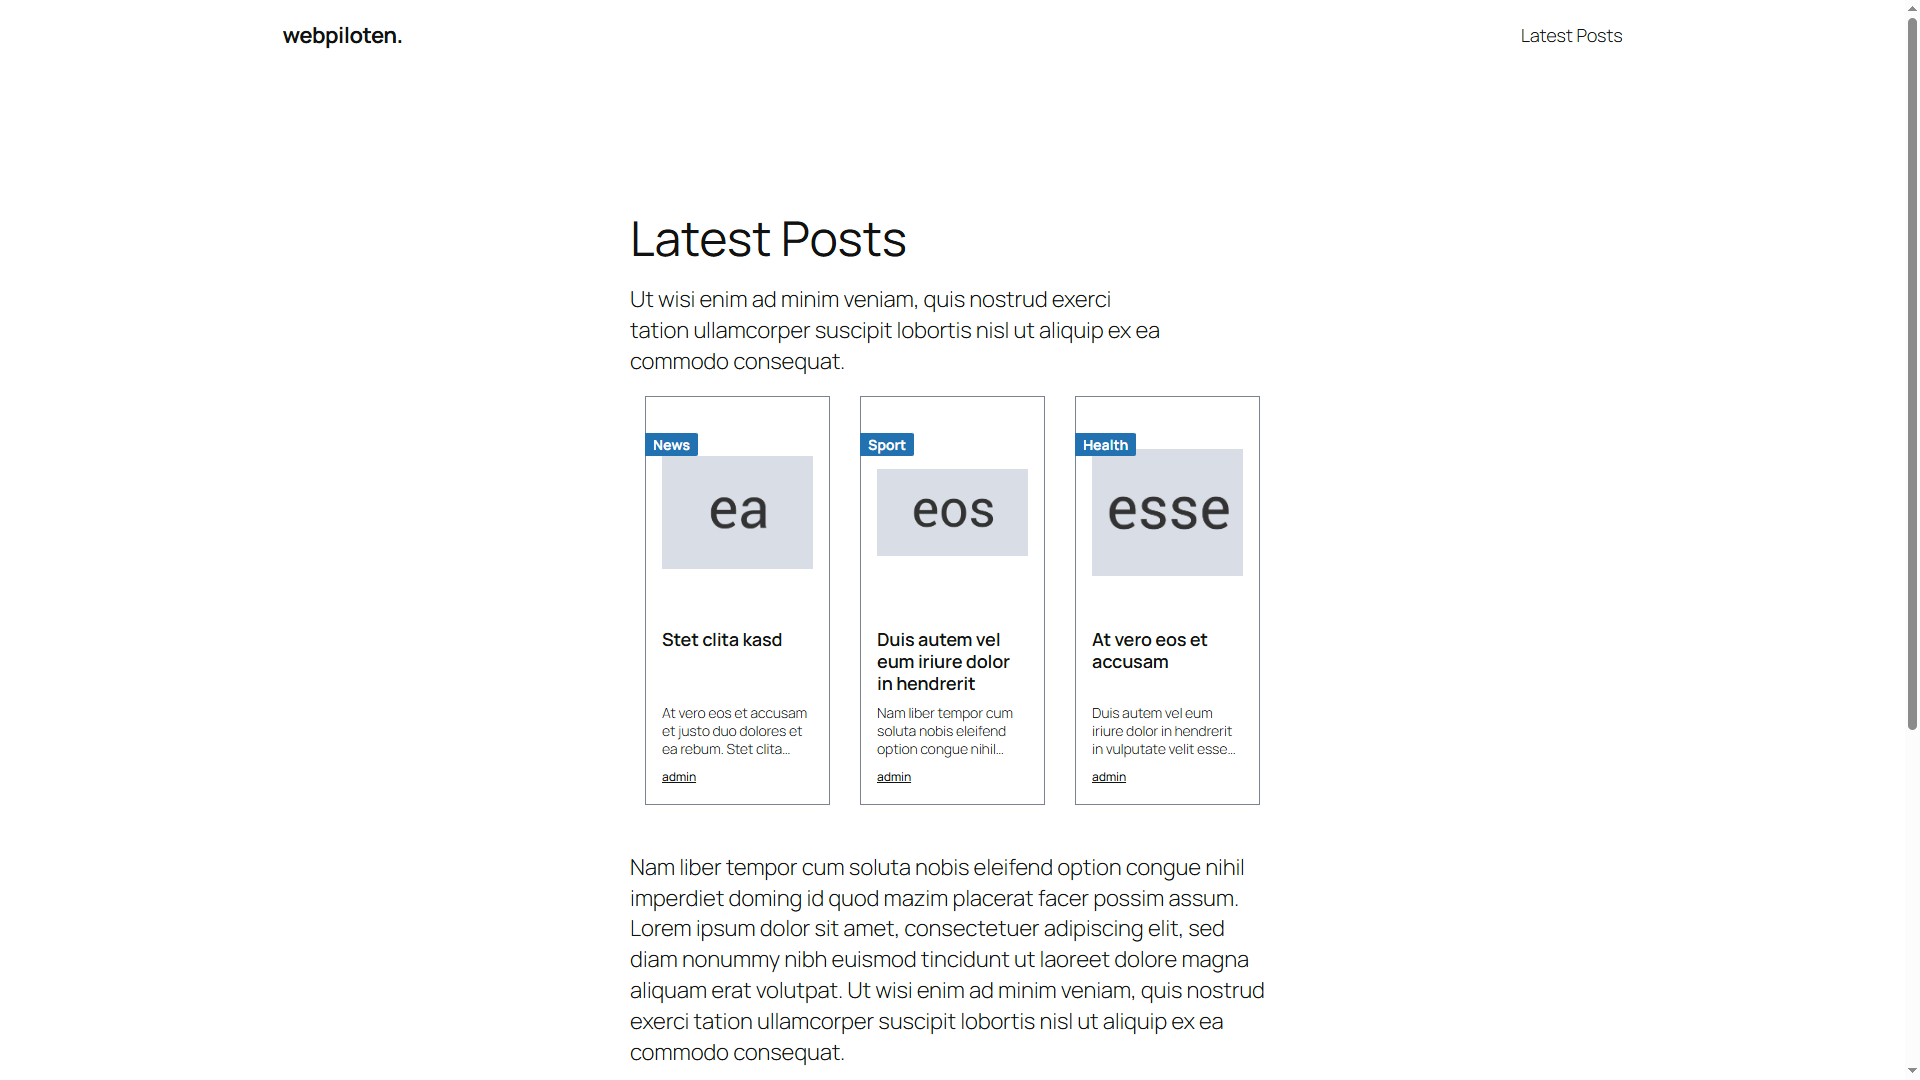 webpiloten.
Latest Posts
Latest Posts
Ut wisi enim ad minim veniam, quis nostrud exerci
tation ullamcorper suscipit lobortis nisl ut aliquip ex ea
commodo consequat.
News
ea
Stet clita kasd
At vero eos et accusam
et justo duo dolores et
ea rebum. Stet clita...
admin
Sport
eos
Duis autem vel
eum iriure dolor
in hendrerit
Nam liber tempor cum
soluta nobis eleifend
option congue nihil...
admin
Health
esse
At vero eos et
accusam
Duis autem vel eum
iriure dolor in hendrerit
in vulputate velit esse...
admin
Nam liber tempor cum soluta nobis eleifend option congue nihil
imperdiet doming id quod mazim placerat facer possim assum.
Lorem ipsum dolor sit amet, consectetuer adipiscing elit, sed
diam nonummy nibh euismod tincidunt ut laoreet dolore magna
aliquam erat volutpat. Ut wisi enim ad minim veniam, quis nostrud
exerci tation ullamcorper suscipit lobortis nisl ut aliquip ex ea
commodo consequat.